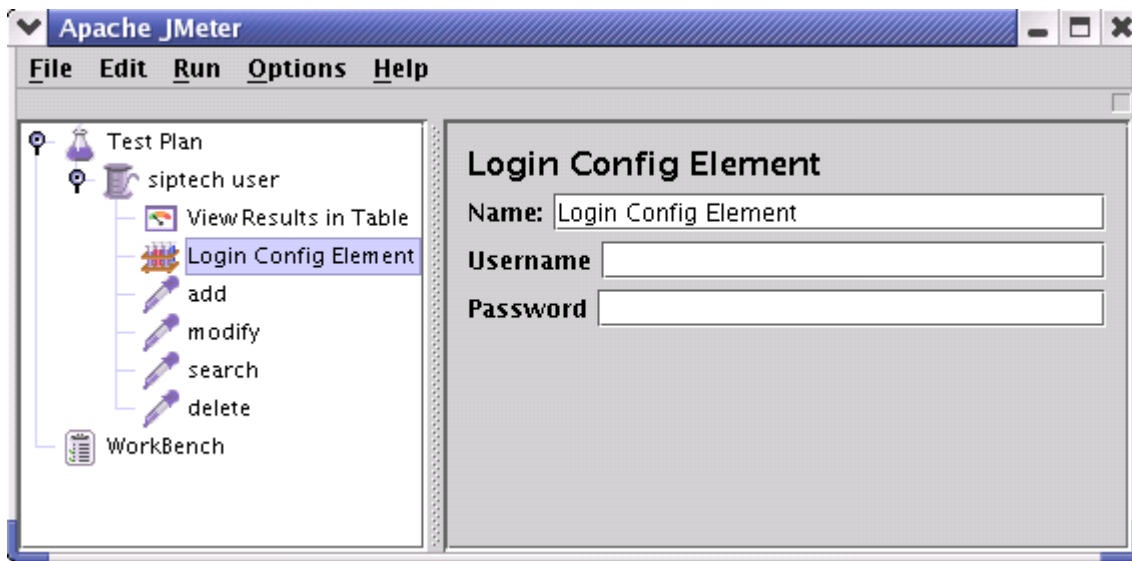 Apache JMeter
File Edit Run Options Help
Test Plan
siptech user
View Results in Table
Login Config Element
add
modify
search
delete
WorkBench
Login Config Element
Name: Login Config Element
Username
Password